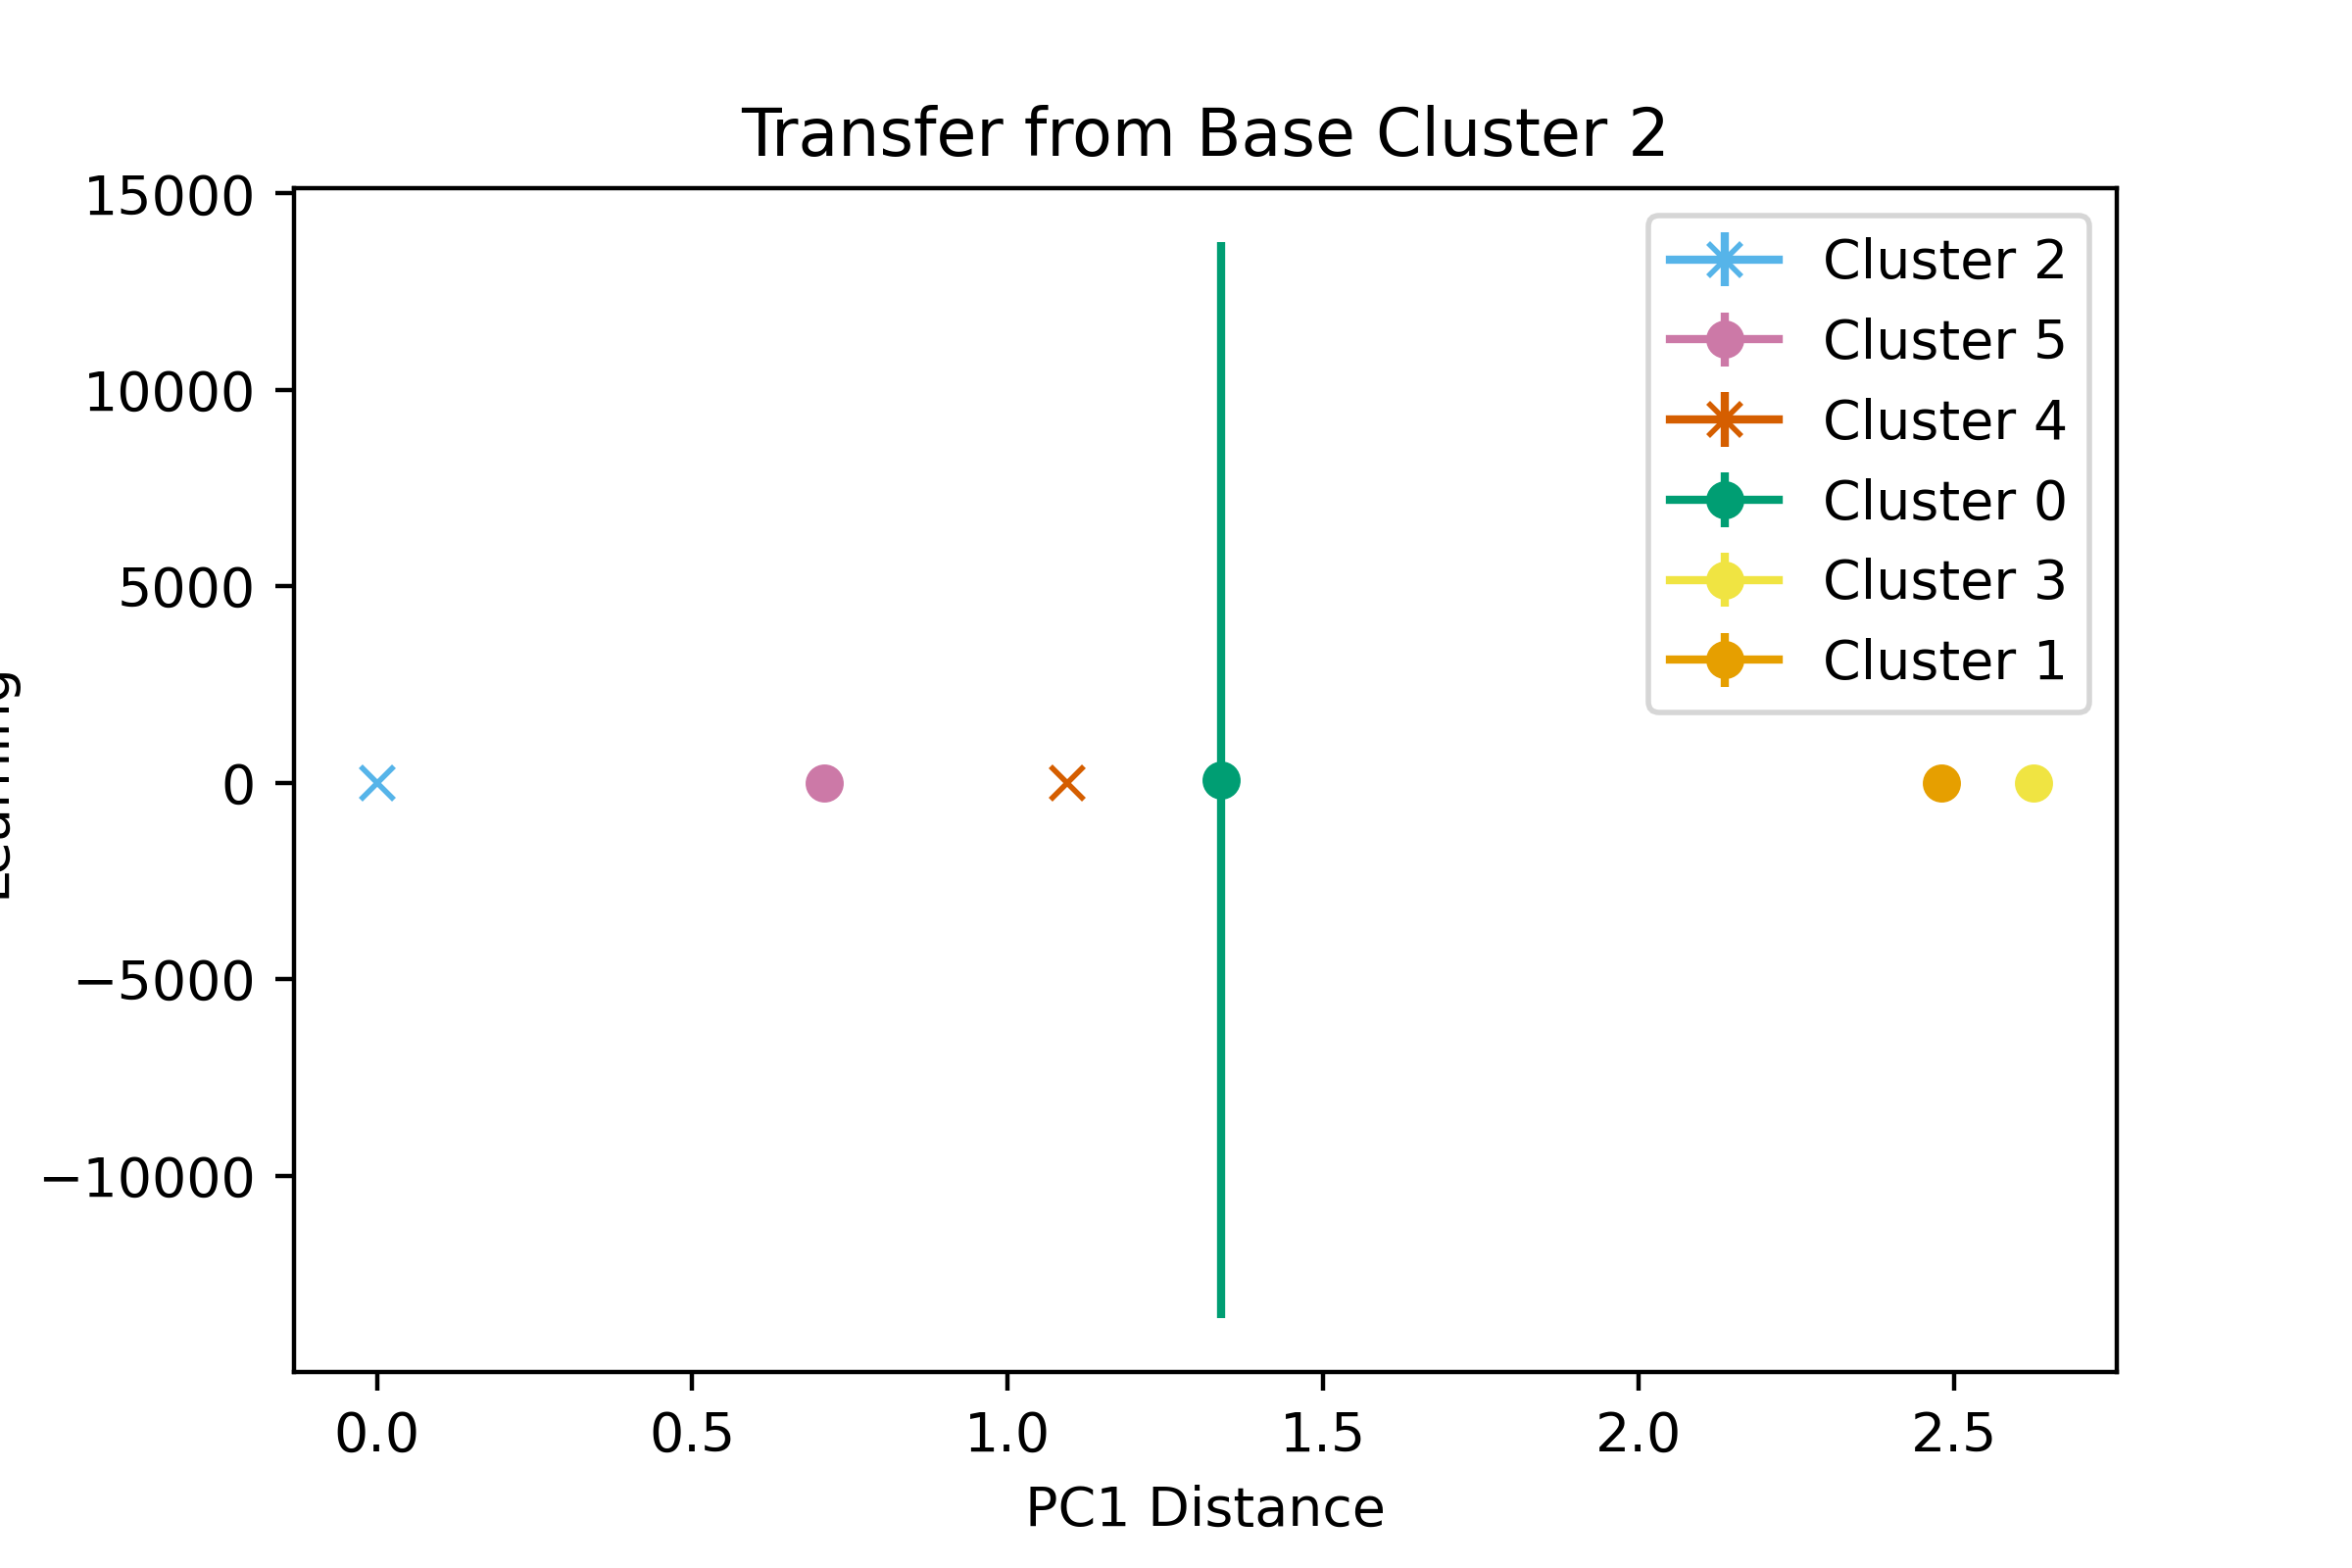 Transfer from Base Cluster 2
15000
10000
5000
0
−5000
−10000
Cluster 2
Cluster 5
Cluster 4
Cluster 0
Cluster 3
Cluster 1
0.0 0.5 1.0 1.5 2.0 2.5
PC1 Distance